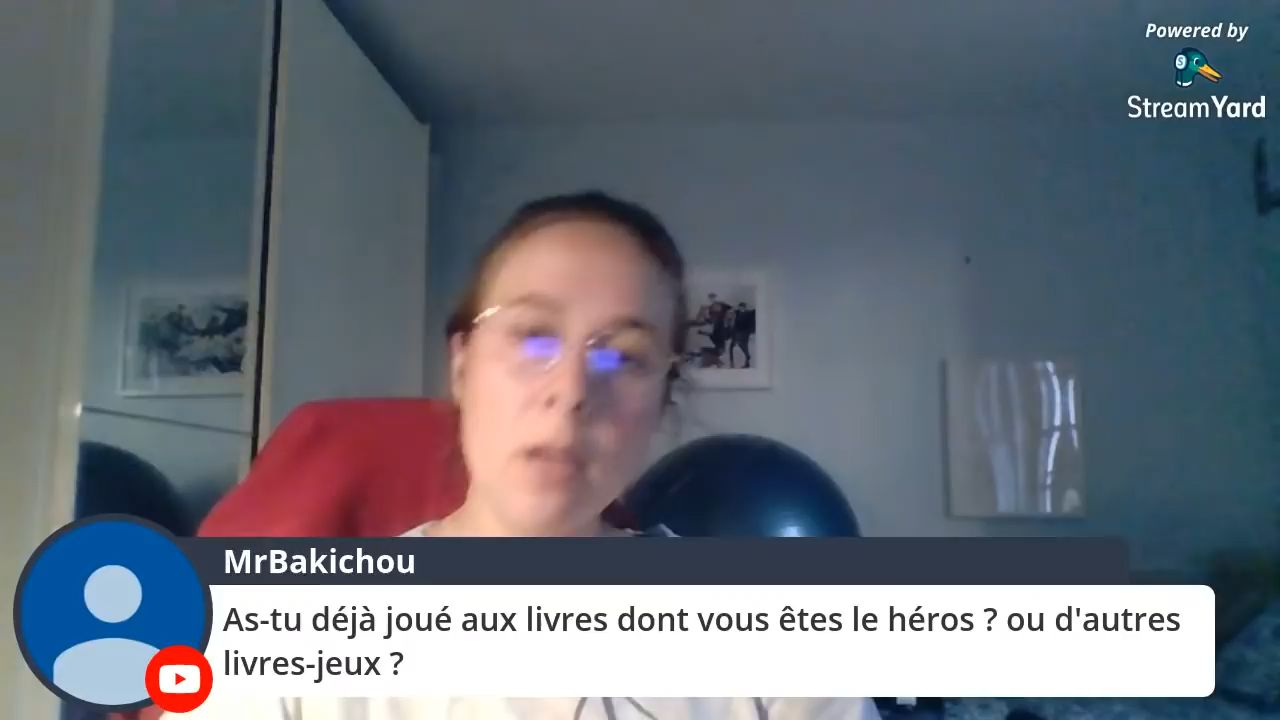 Powered by
StreamYard
MrBakichou
As-tu déjà joué aux livres dont vous êtes le héros ? ou d'autres
livres-jeux ?